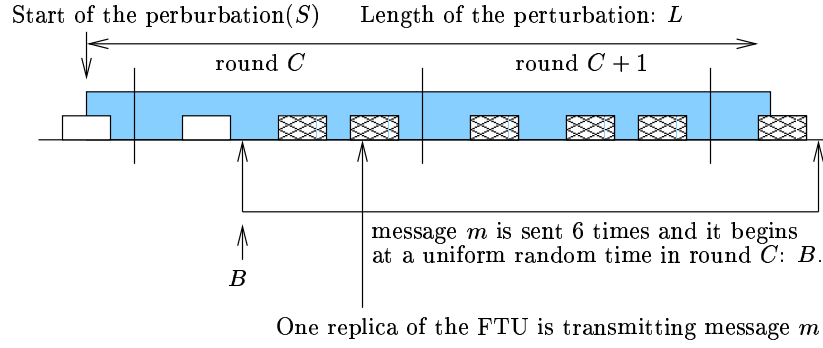 Start of the perburbation(S) Length of the perturbation: L
round C round C + 1
message m is sent 6 times and it begins
at a uniform random time in round C: B.
B
One replica of the FTU is transmitting message m